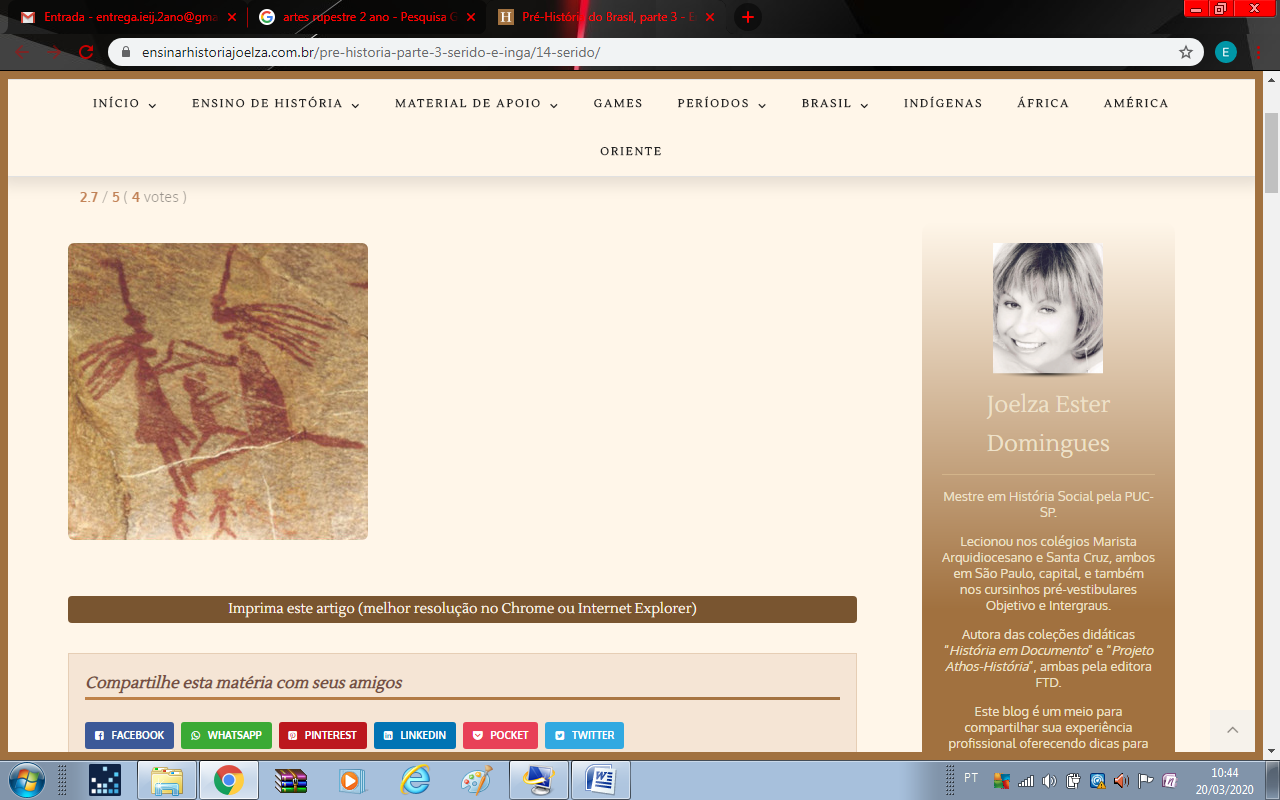 Entrada - entrega.ieij.2ano@gma
artes rupestre 2 ano - Pesquisa G
Pré-História do Brasil, parte 3 - E
ensinarhistoriajoelza.com.br/pre-historia-parte-3-serido-e-inga/14-serido/
E
INÍCIO
ENSINO DE HISTÓRIA
MATERIAL DE APOIO
GAMES
PERÍODOS
BRASIL
INDÍGENAS
ÁFRICA
AMÉRICA
ORIENTE
2.7 / 5 ( 4 votes )
Imprima este artigo (melhor resolução no Chrome ou Internet Explorer)
Compartilhe esta matéria com seus amigos
FACEBOOK
WHATSAPP
PINTEREST
LINKEDIN
POCKET
TWITTER
Joelza Ester
Domingues
Mestre em História Social pela PUC-
SP.
Lecionou nos colégios Marista
Arquidiocesano e Santa Cruz, ambos
em São Paulo, capital, e também
nos cursinhos pré-vestibulares
Objetivo e Intergraus.
Autora das coleções didáticas
“História em Documento” e “Projeto
Athos-História”, ambas pela editora
FTD.
Este blog é um meio para
compartilhar sua experiência
profissional oferecendo dicas para
PT
10:44
20/03/2020